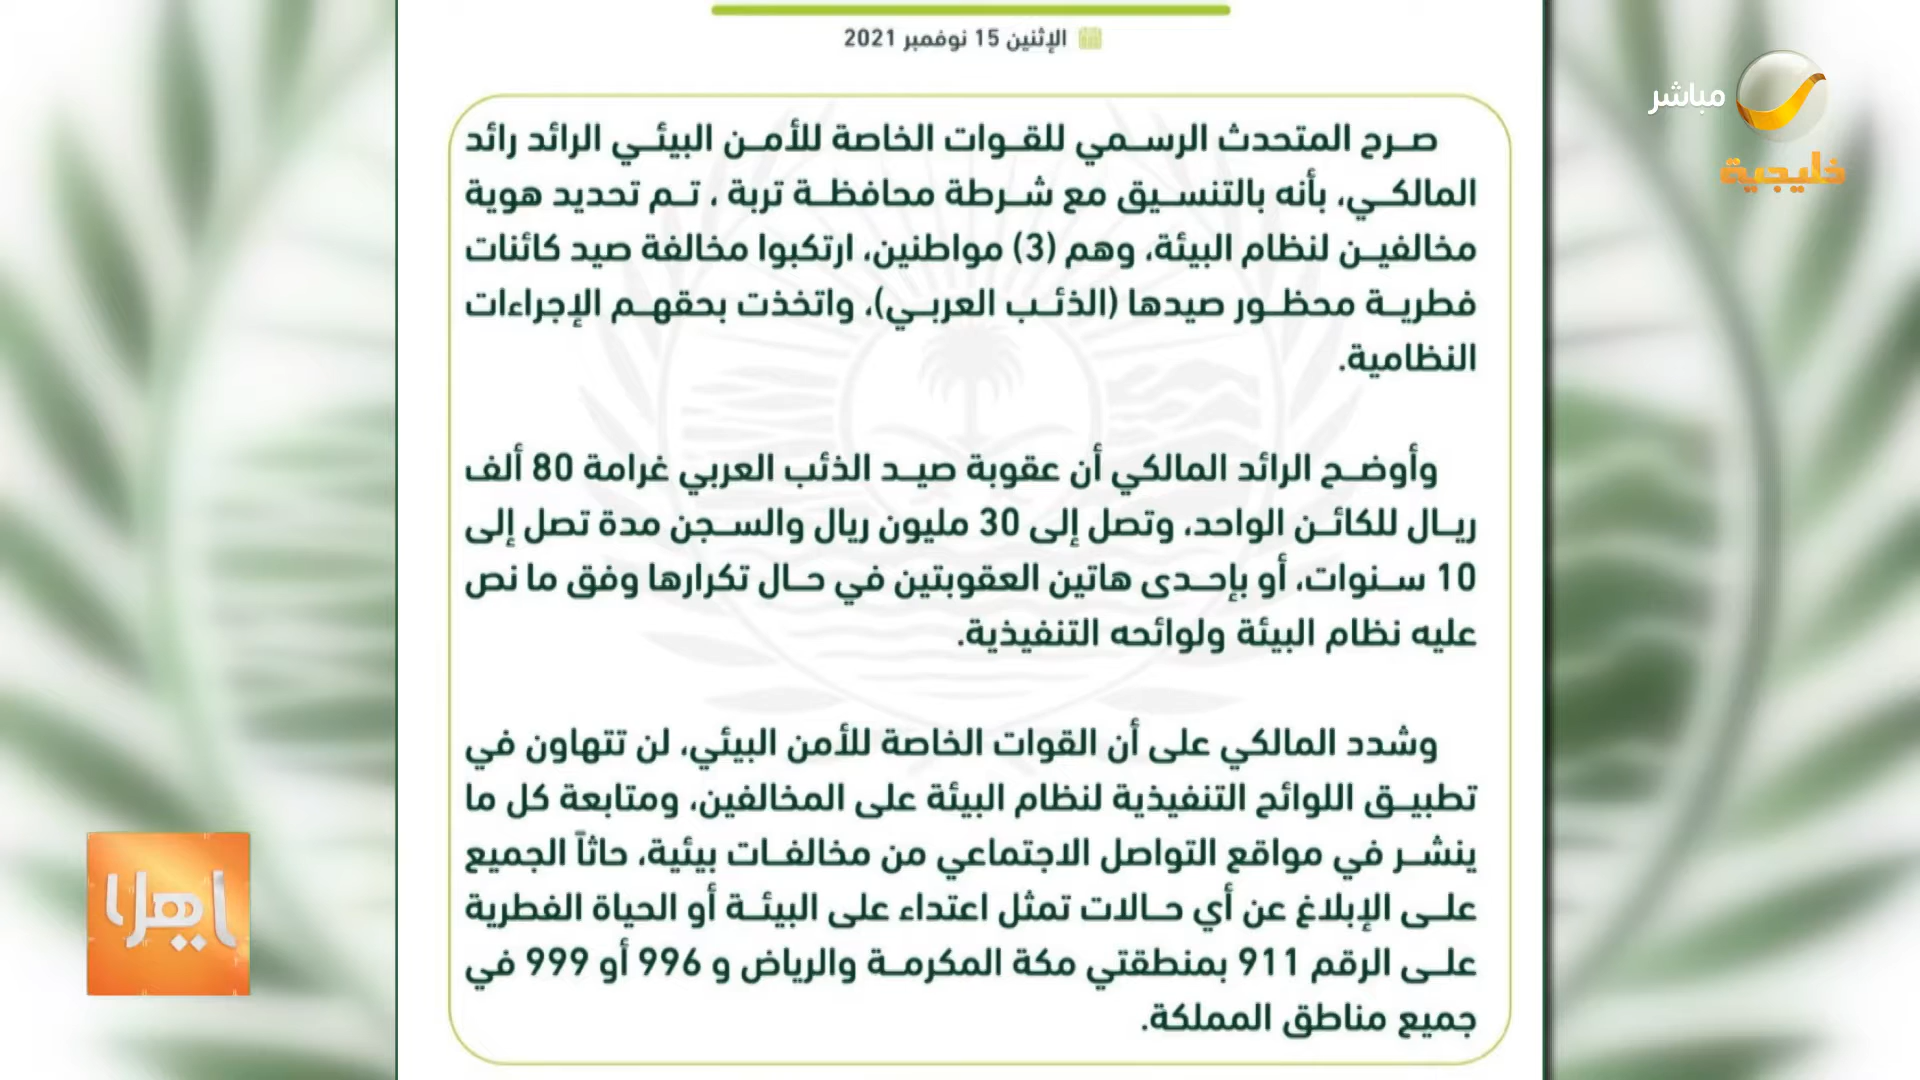 الإثنين 15 نوفمبر 2021
مباشر
خليجية
صرح المتحدث الرسمي للقوات الخاصة للأمن البيئي الرائد رائد
المالكي، بأنه بالتنسيق مع شرطة محافظة تربة ، تم تحديد هوية
مخالفين لنظام البيئة، وهم (3) مواطنين، ارتكبوا مخالفة صيد كائنات
فطرية محظور صيدها (الذئب العربي)، واتخذت بحقهم الإجراءات
النظامية.
وأوضح الرائد المالكي أن عقوبة صيد الذئب العربي غرامة 80 ألف
ريال للكائن الواحد، وتصل إلى 30 مليون ريال والسجن مدة تصل إلى
10 سنوات، أو بإحدى هاتين العقوبتين في حال تكرارها وفق ما نص
عليه نظام البيئة ولوائحه التنفيذية.
وشدد المالكي على أن القوات الخاصة للأمن البيئي، لن تتهاون في
تطبيق اللوائح التنفيذية لنظام البيئة على المخالفين، ومتابعة كل ما
ينشر في مواقع التواصل الاجتماعي من مخالفات بيئية، حاثاً الجميع
على الإبلاغ عن أي حالات تمثل اعتداء على البيئة أو الحياة الفطرية
على الرقم 911 بمنطقتي مكة المكرمة والرياض و 996 أو 999 في
جميع مناطق المملكة.
ياهلا